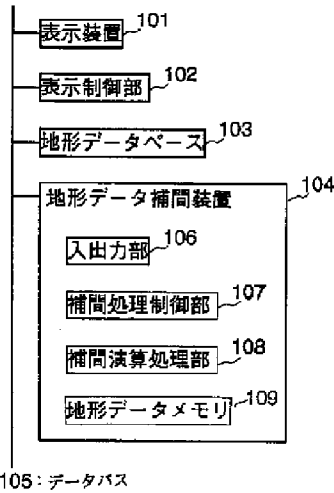 表示装置 101
表示制御部 102
地形データベース 103
地形データ補間装置 104
入出力部 106
補間処理制御部 107
補間演算処理部 108
地形データメモリ 109
105:データバス